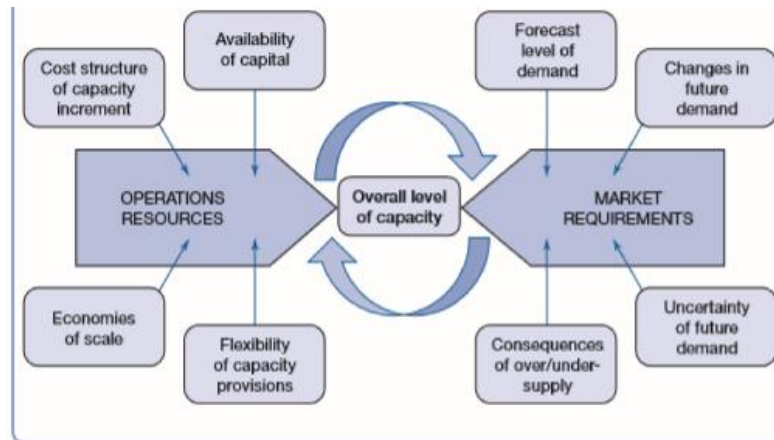 Availability
of capital
Cost structure
of capacity
increment
Forecast
level of
demand
Changes in
future
demand
OPERATIONS
RESOURCES
Overall level
of capacity
MARKET
REQUIREMENTS
Economies
of scale
Flexibility
of capacity
provisions
Consequences
of over/under-
supply
Uncertainty
of future
demand